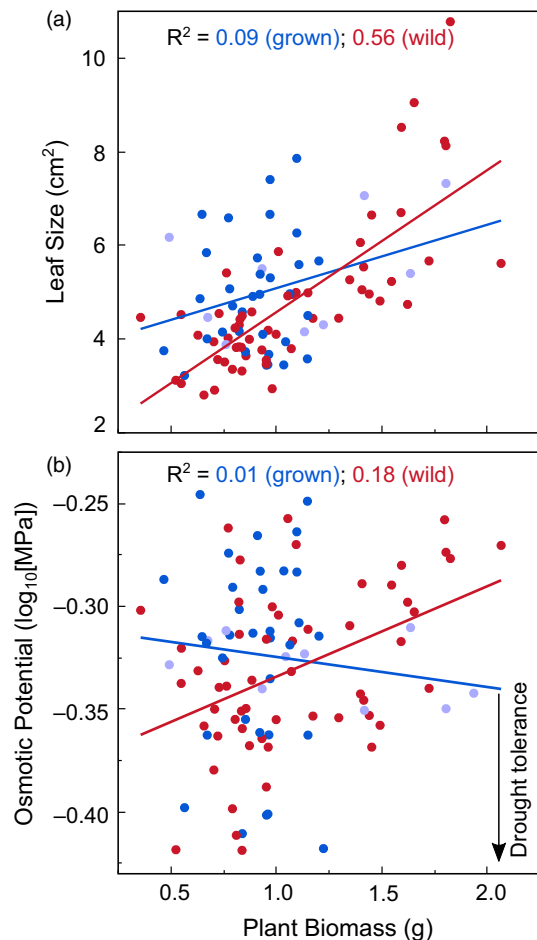 (a)
R² = 0.09 (grown); 0.56 (wild)
10
8
6
4
2
Leaf Size (cm²)
(b)
R² = 0.01 (grown); 0.18 (wild)
−0.25
−0.30
−0.35
−0.40
Osmotic Potential (log₁₀[MPa])
Drought tolerance
0.5 1.0 1.5 2.0
Plant Biomass (g)